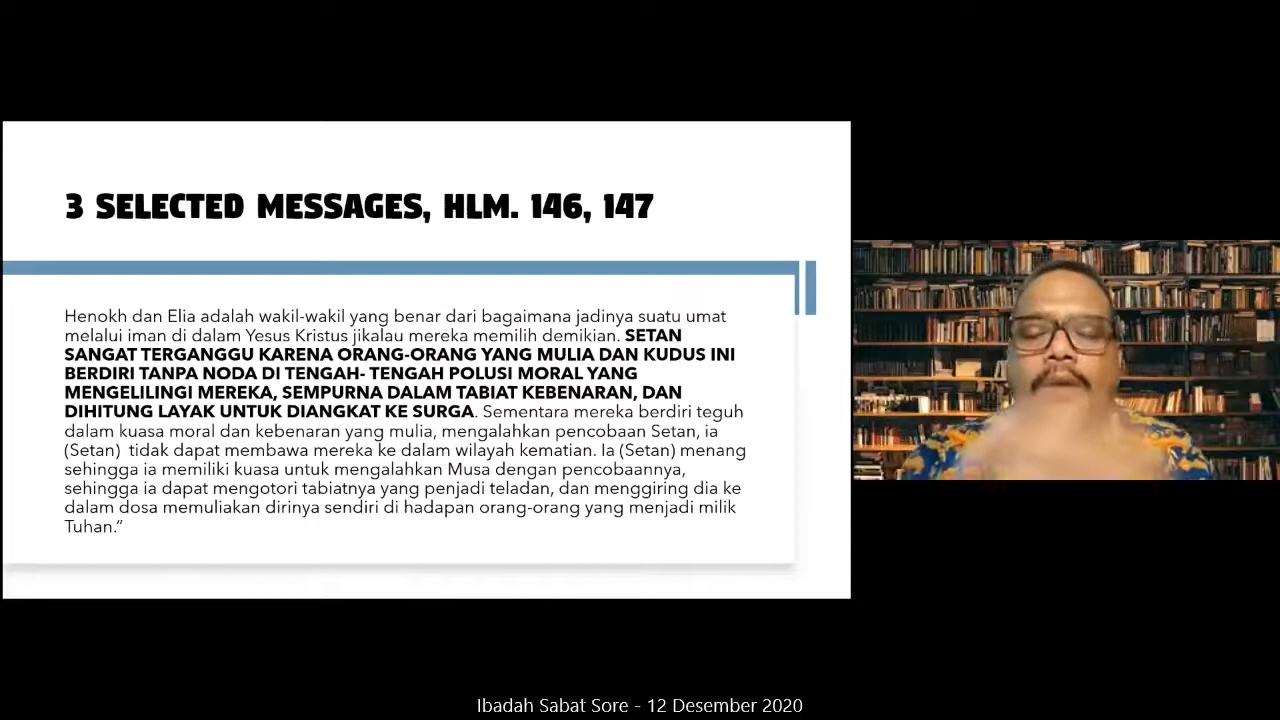 3 SELECTED MESSAGES, HLM. 146, 147
Henokh dan Elia adalah wakil-wakil yang benar dari bagaimana jadinya suatu umat
melalui iman di dalam Yesus Kristus jikalau mereka memilih demikian. SETAN
SANGAT TERGANGGU KARENA ORANG-ORANG YANG MULIA DAN KUDUS INI
BERDIRI TANPA NODA DI TENGAH- TENGAH POLUSI MORAL YANG
MENGELILINGI MEREKA, SEMPURNA DALAM TABIAT KEBENARAN, DAN
DIHITUNG LAYAK UNTUK DIANGKAT KE SURGA. Sementara mereka berdiri teguh
dalam kuasa moral dan kebenaran yang mulia, mengalahkan pencobaan Setan, ia
(Setan) tidak dapat membawa mereka ke dalam wilayah kematian. Ia (Setan) menang
sehingga ia memiliki kuasa untuk mengalahkan Musa dengan pencobaannya,
sehingga ia dapat mengotori tabiatnya yang penjadi teladan, dan menggiring dia ke
dalam dosa memuliakan dirinya sendiri di hadapan orang-orang yang menjadi milik
Tuhan.”
Ibadah Sabat Sore - 12 Desember 2020